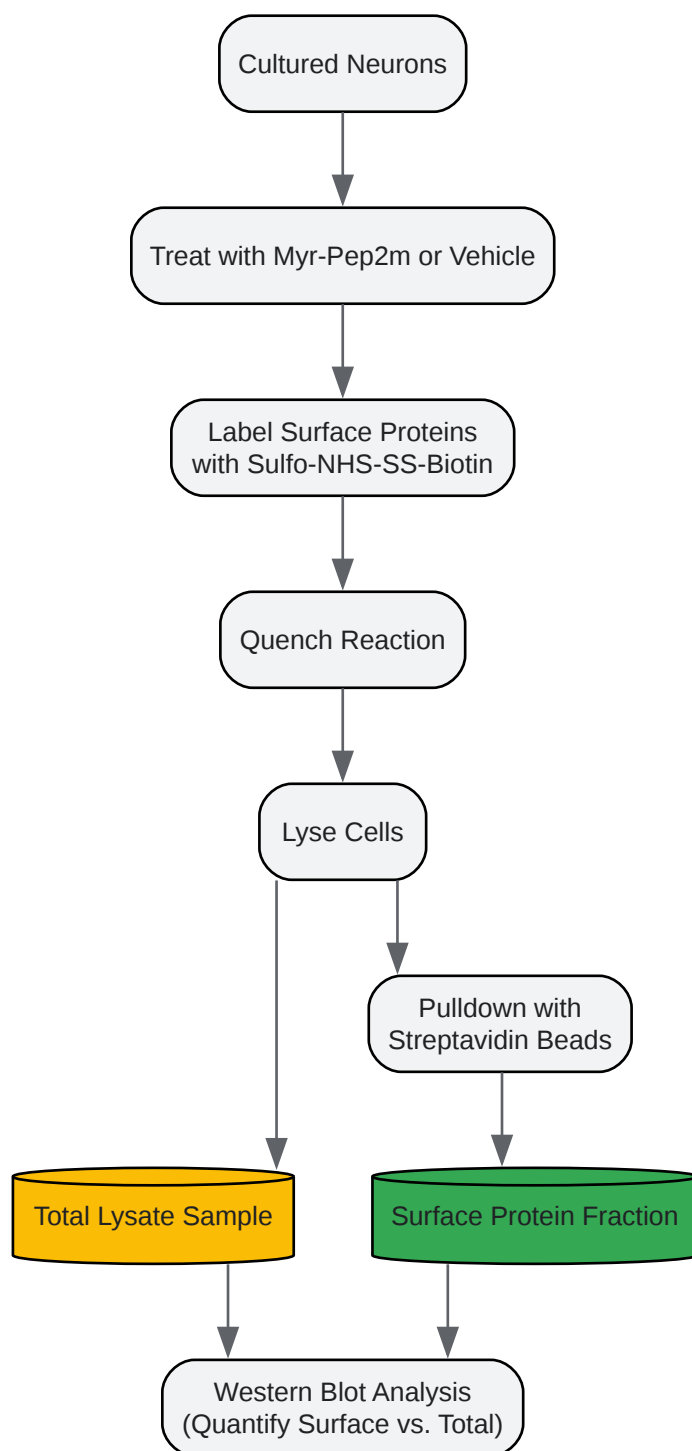 Cultured Neurons
Treat with Myr-Pep2m or Vehicle
Label Surface Proteins
with Sulfo-NHS-SS-Biotin
Quench Reaction
Lyse Cells
Pulldown with
Streptavidin Beads
Total Lysate Sample
Surface Protein Fraction
Western Blot Analysis
(Quantify Surface vs. Total)